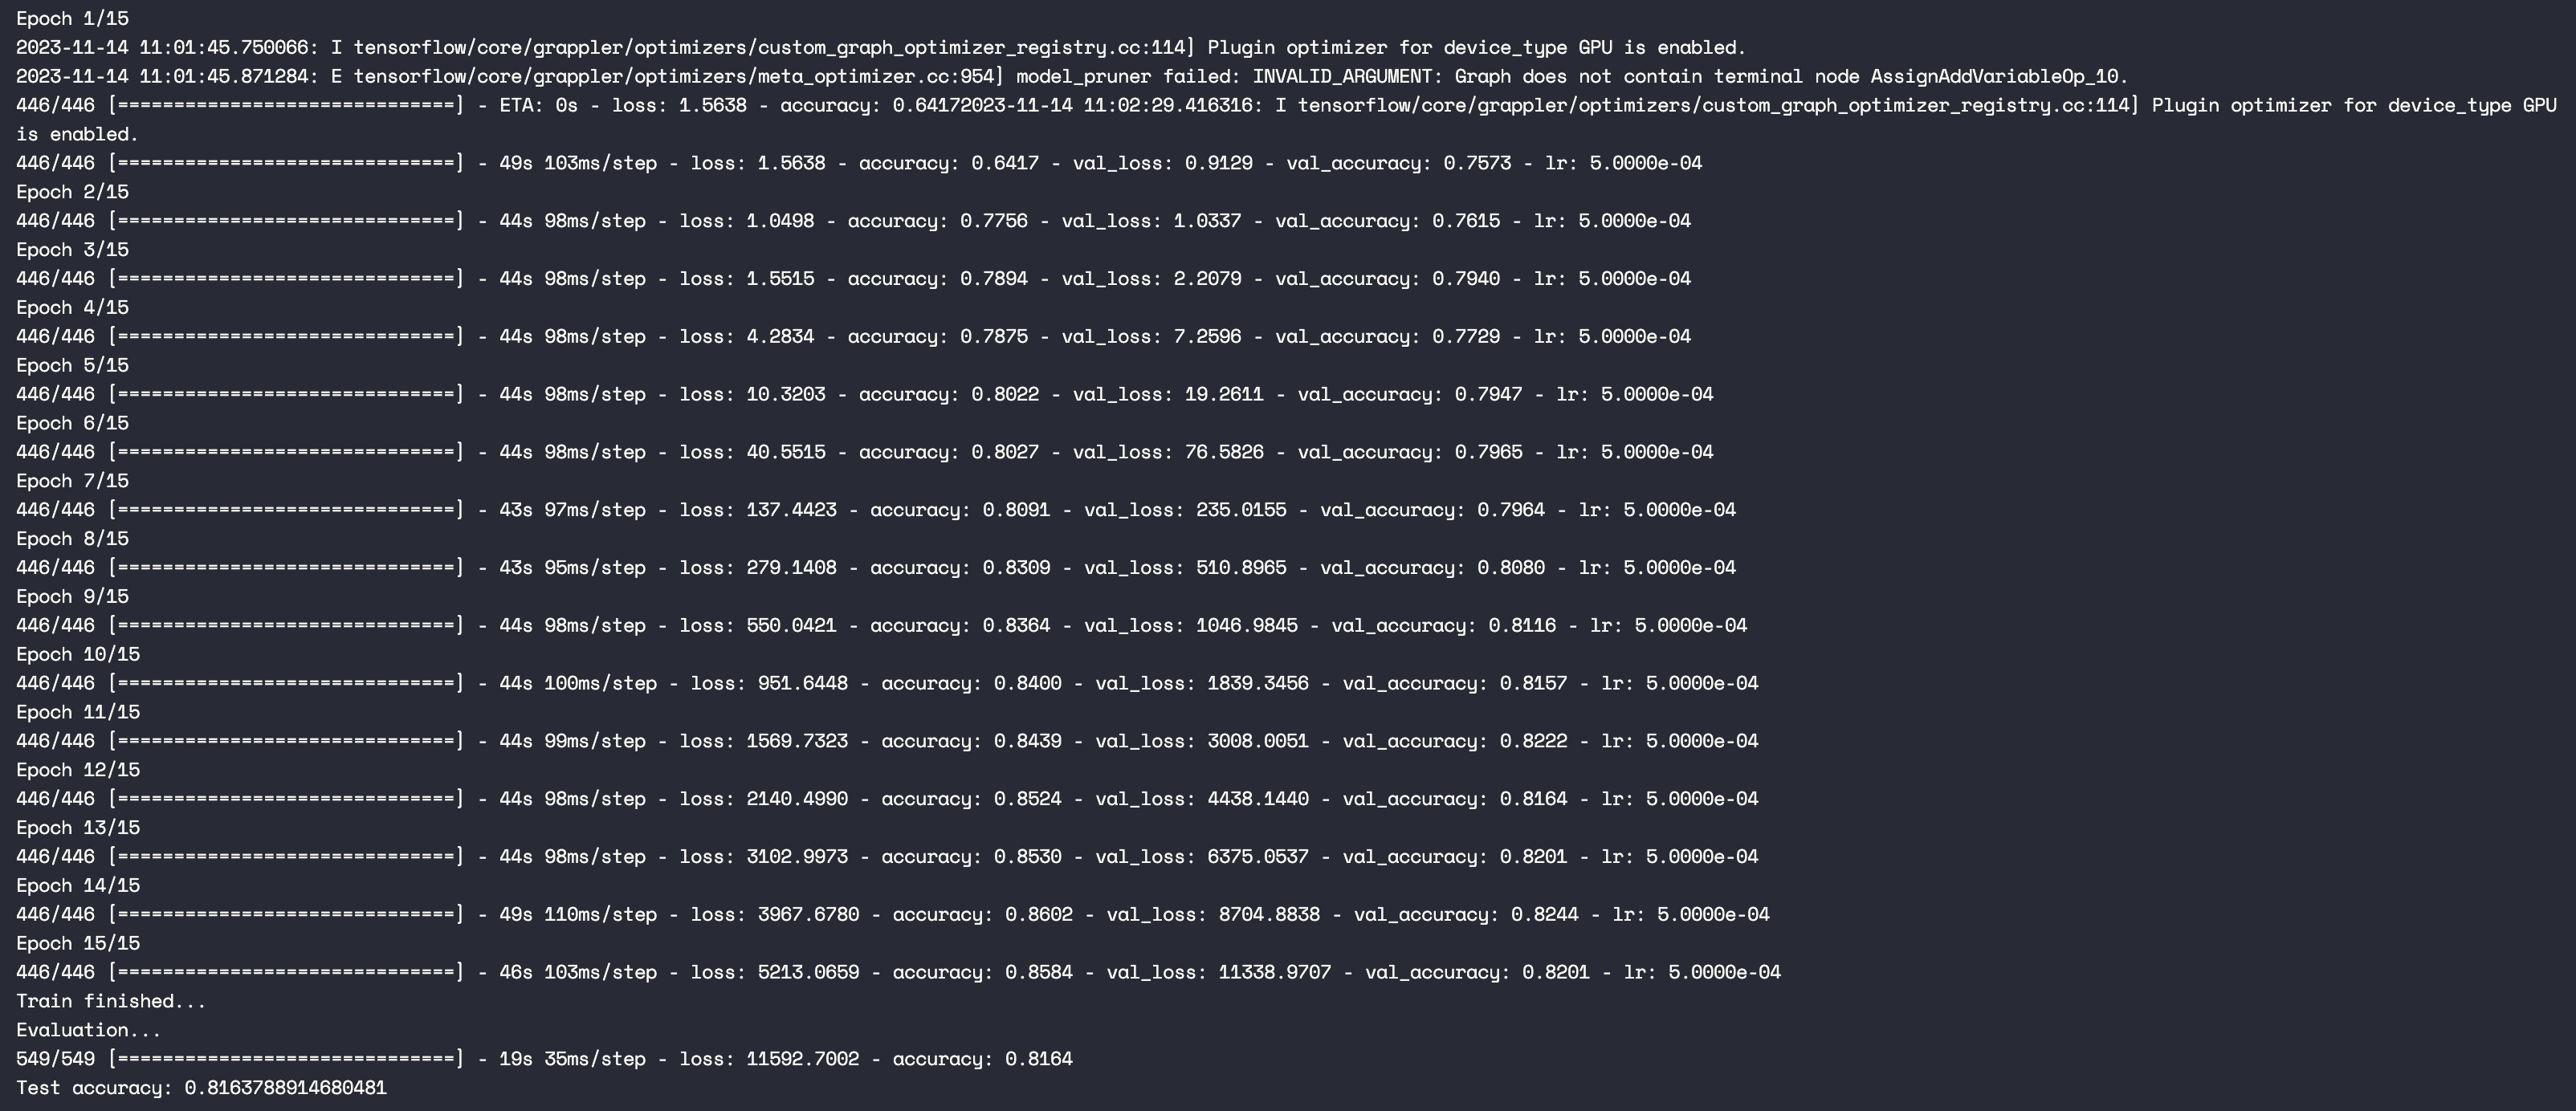 Epoch 1/15
2023-11-14 11:01:45.750066: I tensorflow/core/grappler/optimizers/custom_graph_optimizer_registry.cc:114] Plugin optimizer for device_type GPU is enabled.
2023-11-14 11:01:45.871284: E tensorflow/core/grappler/optimizers/meta_optimizer.cc:954] model_pruner failed: INVALID_ARGUMENT: Graph does not contain terminal node AssignAddVariableOp_10.
446/446 [==============================] - ETA: 0s - loss: 1.5638 - accuracy: 0.64172023-11-14 11:02:29.416316: I tensorflow/core/grappler/optimizers/custom_graph_optimizer_registry.cc:114] Plugin optimizer for device_type GPU
is enabled.
446/446 [==============================] - 49s 103ms/step - loss: 1.5638 - accuracy: 0.6417 - val_loss: 0.9129 - val_accuracy: 0.7573 - lr: 5.0000e-04
Epoch 2/15
446/446 [==============================] - 44s 98ms/step - loss: 1.0498 - accuracy: 0.7756 - val_loss: 1.0337 - val_accuracy: 0.7615 - lr: 5.0000e-04
Epoch 3/15
446/446 [==============================] - 44s 98ms/step - loss: 1.5515 - accuracy: 0.7894 - val_loss: 2.2079 - val_accuracy: 0.7940 - lr: 5.0000e-04
Epoch 4/15
446/446 [==============================] - 44s 98ms/step - loss: 4.2834 - accuracy: 0.7875 - val_loss: 7.2596 - val_accuracy: 0.7729 - lr: 5.0000e-04
Epoch 5/15
446/446 [==============================] - 44s 98ms/step - loss: 10.3203 - accuracy: 0.8022 - val_loss: 19.2611 - val_accuracy: 0.7947 - lr: 5.0000e-04
Epoch 6/15
446/446 [==============================] - 44s 98ms/step - loss: 40.5515 - accuracy: 0.8027 - val_loss: 76.5826 - val_accuracy: 0.7965 - lr: 5.0000e-04
Epoch 7/15
446/446 [==============================] - 43s 97ms/step - loss: 137.4423 - accuracy: 0.8091 - val_loss: 235.0155 - val_accuracy: 0.7964 - lr: 5.0000e-04
Epoch 8/15
446/446 [==============================] - 43s 95ms/step - loss: 279.1408 - accuracy: 0.8309 - val_loss: 510.8965 - val_accuracy: 0.8080 - lr: 5.0000e-04
Epoch 9/15
446/446 [==============================] - 44s 98ms/step - loss: 550.0421 - accuracy: 0.8364 - val_loss: 1046.9845 - val_accuracy: 0.8116 - lr: 5.0000e-04
Epoch 10/15
446/446 [==============================] - 44s 100ms/step - loss: 951.6448 - accuracy: 0.8400 - val_loss: 1839.3456 - val_accuracy: 0.8157 - lr: 5.0000e-04
Epoch 11/15
446/446 [==============================] - 44s 99ms/step - loss: 1569.7323 - accuracy: 0.8439 - val_loss: 3008.0051 - val_accuracy: 0.8222 - lr: 5.0000e-04
Epoch 12/15
446/446 [==============================] - 44s 98ms/step - loss: 2140.4990 - accuracy: 0.8524 - val_loss: 4438.1440 - val_accuracy: 0.8164 - lr: 5.0000e-04
Epoch 13/15
446/446 [==============================] - 44s 98ms/step - loss: 3102.9973 - accuracy: 0.8530 - val_loss: 6375.0537 - val_accuracy: 0.8201 - lr: 5.0000e-04
Epoch 14/15
446/446 [==============================] - 49s 110ms/step - loss: 3967.6780 - accuracy: 0.8602 - val_loss: 8704.8838 - val_accuracy: 0.8244 - lr: 5.0000e-04
Epoch 15/15
446/446 [==============================] - 46s 103ms/step - loss: 5213.0659 - accuracy: 0.8584 - val_loss: 11338.9707 - val_accuracy: 0.8201 - lr: 5.0000e-04
Train finished...
Evaluation...
549/549 [==============================] - 19s 35ms/step - loss: 11592.7002 - accuracy: 0.8164
Test accuracy: 0.8163788914680481